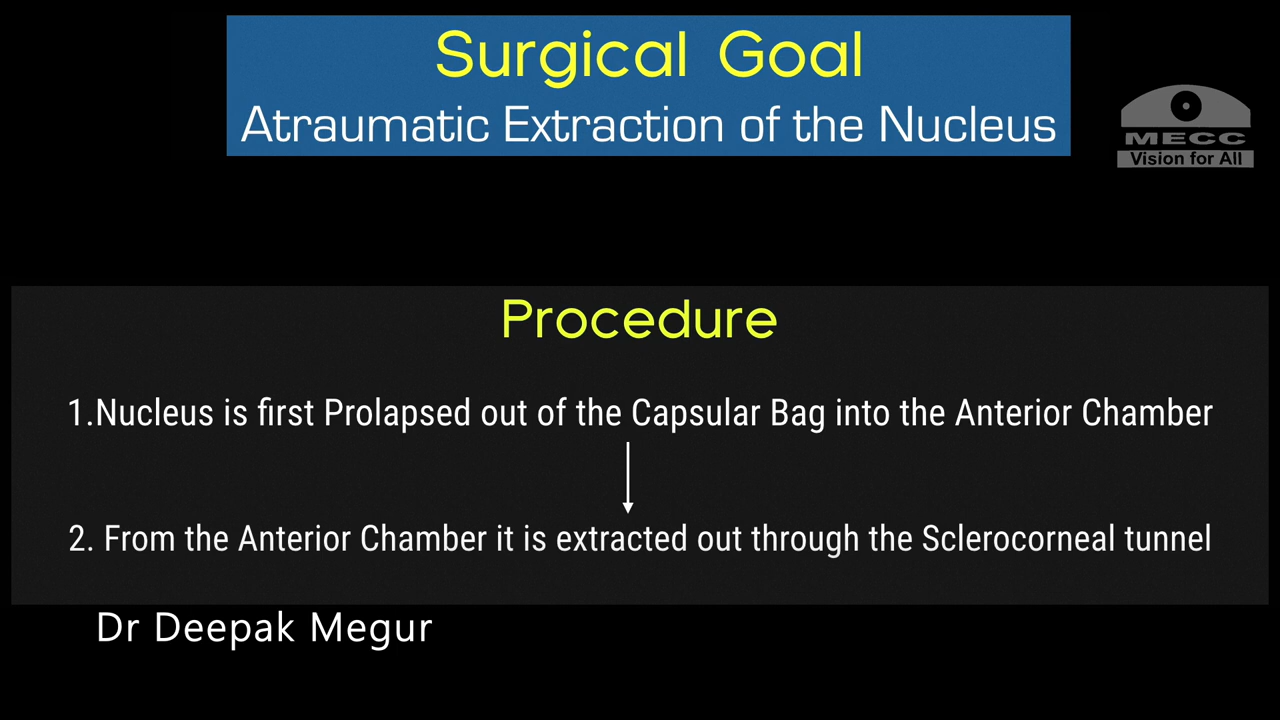 Surgical Goal
Atraumatic Extraction of the Nucleus
MECC
Vision for All
Procedure
1.Nucleus is first Prolapsed out of the Capsular Bag into the Anterior Chamber
2. From the Anterior Chamber it is extracted out through the Sclerocorneal tunnel
Dr Deepak Megur